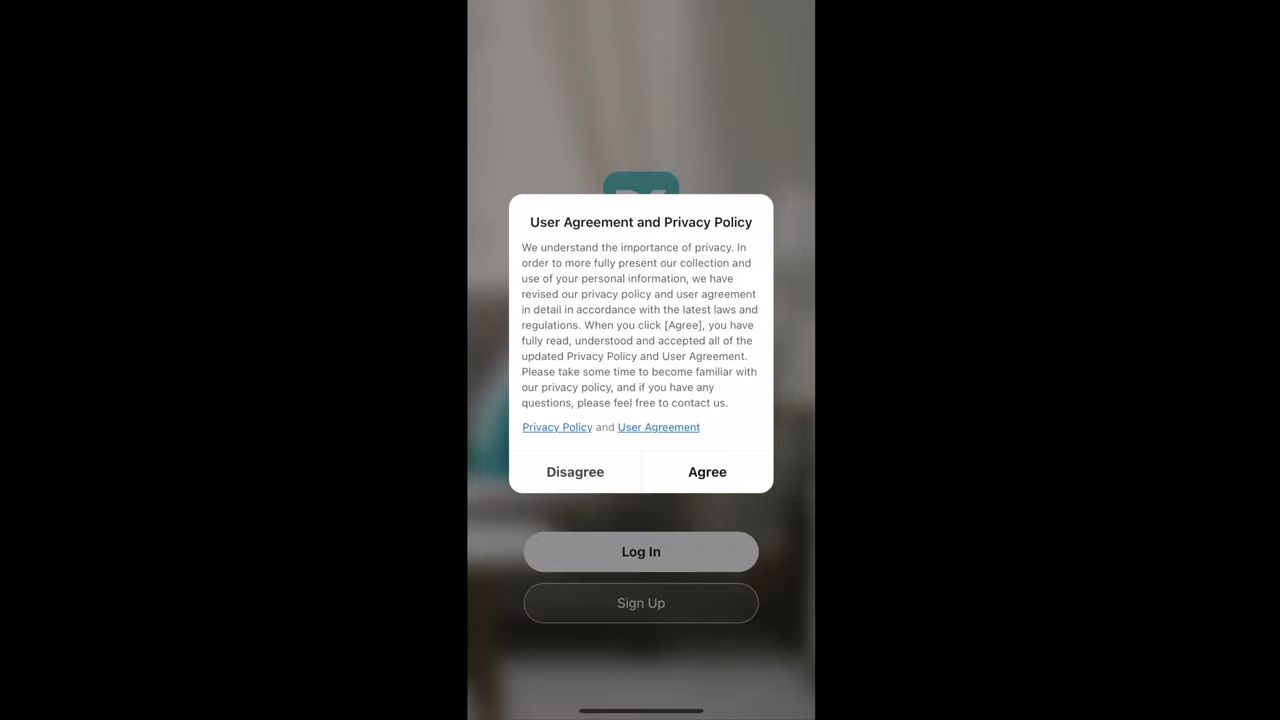 User Agreement and Privacy Policy
We understand the importance of privacy. In
order to more fully present our collection and
use of your personal information, we have
revised our privacy policy and user agreement
in detail in accordance with the latest laws and
regulations. When you click [Agree], you have
fully read, understood and accepted all of the
updated Privacy Policy and User Agreement.
Please take some time to become familiar with
our privacy policy, and if you have any
questions, please feel free to contact us.
Privacy Policy and User Agreement
Disagree Agree
Log In
Sign Up